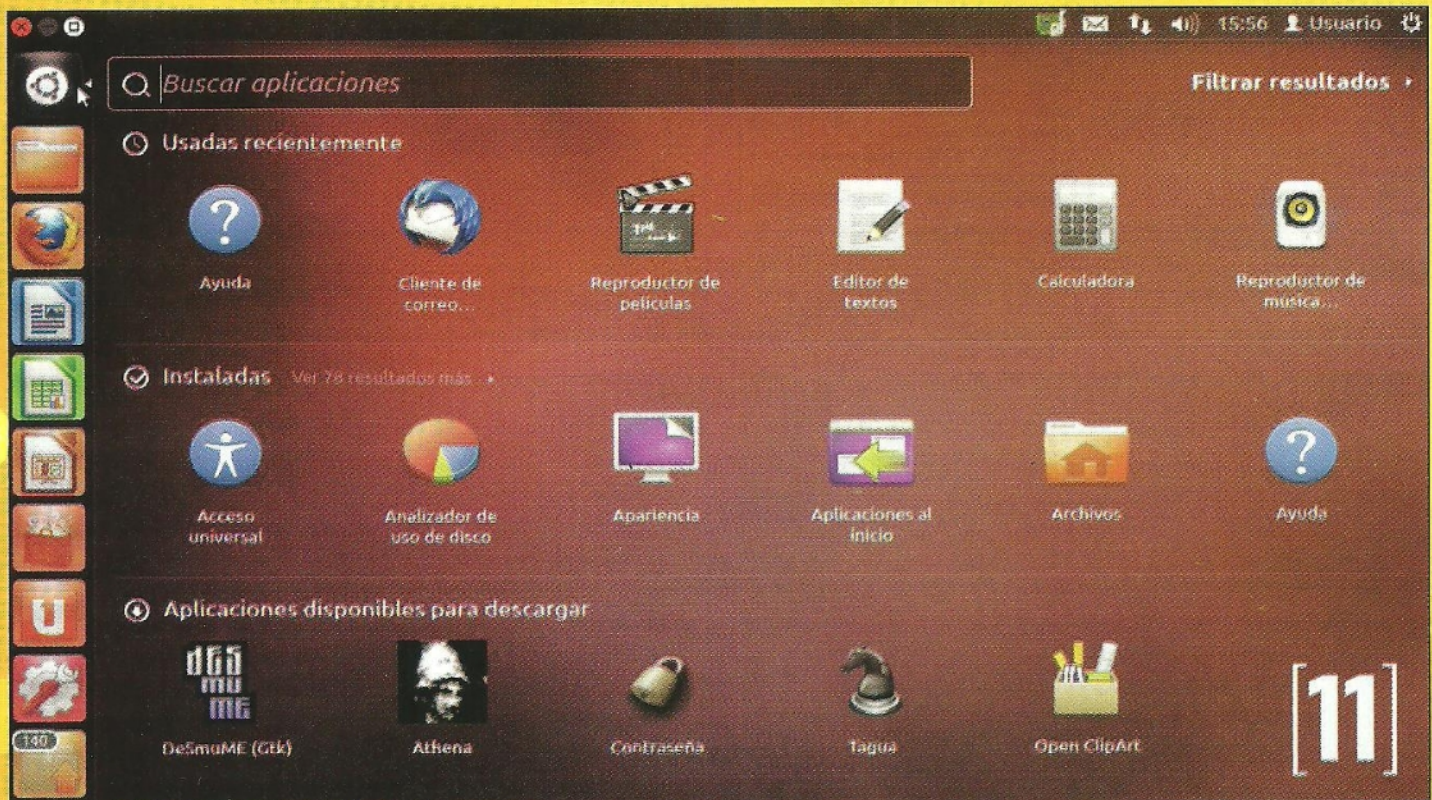 15:56 Usuario
Buscar aplicaciones
Filtrar resultados
Usadas recientemente
Ayuda
Cliente de
correo...
Reproductor de
películas
Editor de
textos
Calculadora
Reproductor de
música...
Instaladas Ver 78 resultados más
Acceso
universal
Analizador de
uso de disco
Apariencia
Aplicaciones al
inicio
Archivos
Ayuda
Aplicaciones disponibles para descargar
DeSmuME
DeSmuME (Gtk)
Athena
Contraseña
Tagua
Open ClipArt
[11]
U
140